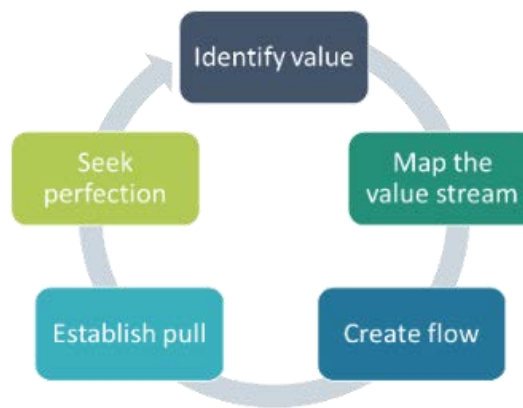 Identify value
Map the
value stream
Create flow
Establish pull
Seek
perfection